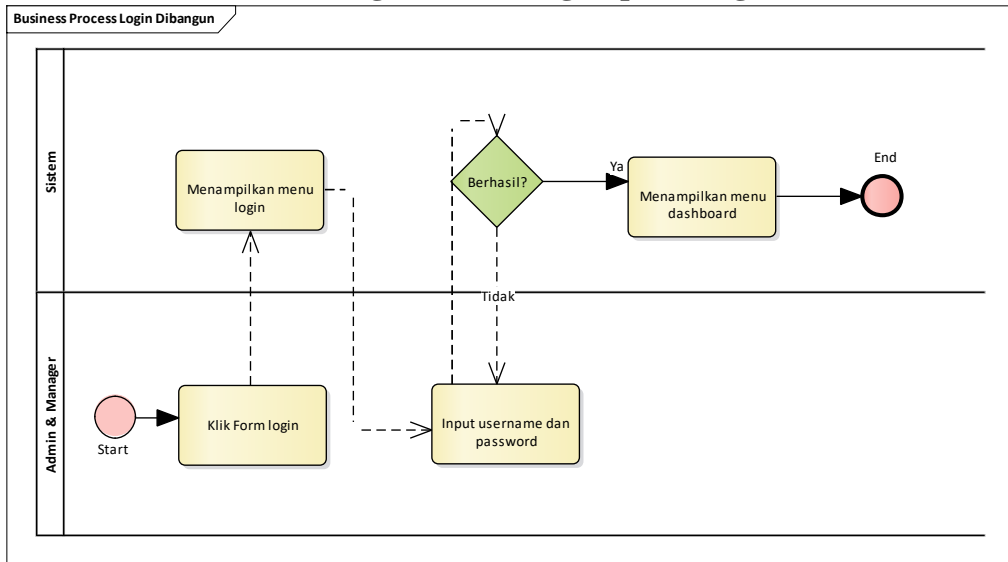 Business Process Login Dibangun
Sistem
Menampilkan menu
login
Berhasil?
Ya
Menampilkan menu
dashboard
End
Tidak
Admin & Manager
Start
Klik Form login
Input username dan
password